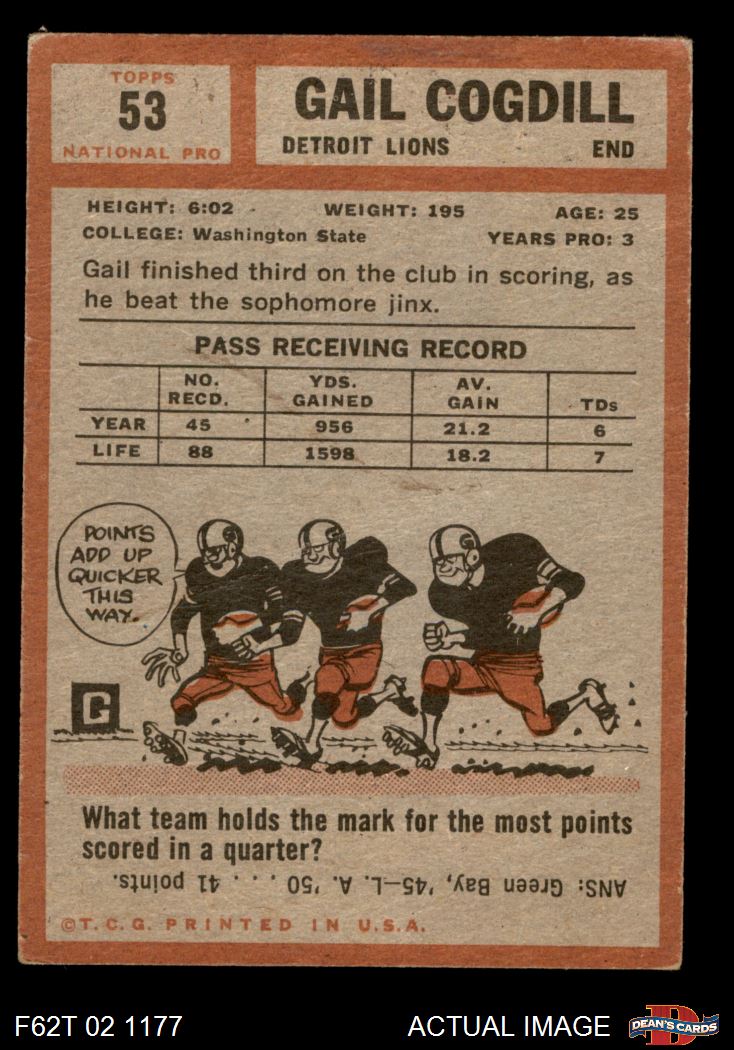 TOPPS
53
NATIONAL PRO
GAIL COGDILL
DETROIT LIONS END
HEIGHT: 6:02 WEIGHT: 195 AGE: 25
COLLEGE: Washington State YEARS PRO: 3
Gail finished third on the club in scoring, as
he beat the sophomore jinx.
PASS RECEIVING RECORD
NO. RECD. YDS. GAINED AV. GAIN TDs
YEAR 45 956 21.2 6
LIFE 88 1598 18.2 7
POINTS
ADD UP
QUICKER
THIS
WAY.
G
What team holds the mark for the most points
scored in a quarter?
ANS: Green Bay, '45—L. A. '50 . . . 41 points.
©T.C.G. PRINTED IN U.S.A.
F62T 02 1177 ACTUAL IMAGE DEAN'S CARDS